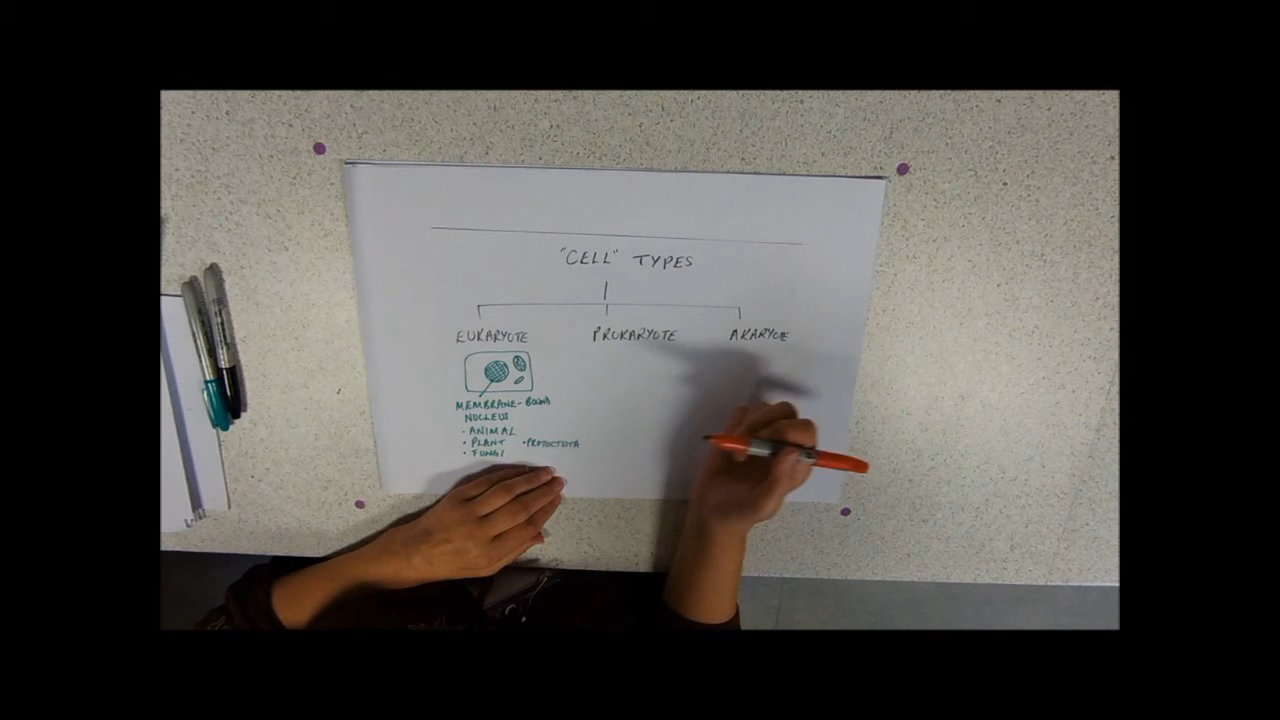 "CELL" TYPES
EUKARYOTE PROKARYOTE AKARYOTE
MEMBRANE-BOUND
NUCLEUS
• ANIMAL
• PLANT • PROTOCTISTA
• FUNGI